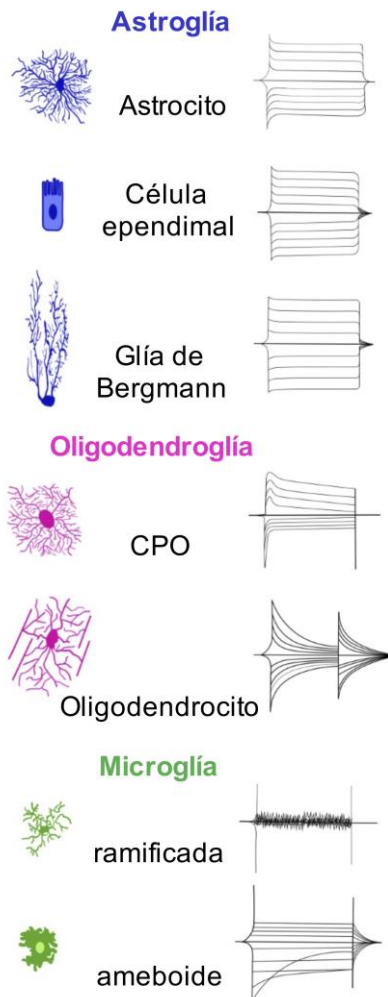 Astroglía
Astrocito
Célula
ependimal
Glía de
Bergmann
Oligodendroglía
CPO
Oligodendrocito
Microglía
ramificada
ameboide